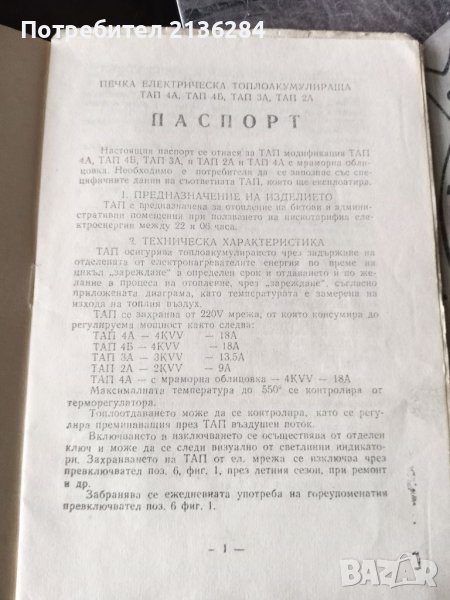 Потребител 2136284
ПЕЧКА ЕЛЕКТРИЧЕСКА ТОПЛОАКУМУЛИРАЩА
ТАП 4А, ТАП 4Б, ТАП 3А, ТАП 2А
ПАСПОРТ
Настоящия паспорт се отнася за ТАП модификация ТАП
4А, ТАП 4Б, ТАП 3А, и ТАП 2А и ТАП 4А с мраморна обли-
цовка. Необходимо е потребителя да се запознае със спе-
цифичните данни на съответната ТАП, която ще експлоатира.
1. ПРЕДНАЗНАЧЕНИЕ НА ИЗДЕЛИЕТО
ТАП е предназначена за отопление на битови и админи-
стративни помещения при ползването на нискотарифна еле-
ктроенергия между 22 и 06 часа.
2. ТЕХНИЧЕСКА ХАРАКТЕРИСТИКА
ТАП осигурява топлоакумулирането чрез задържане на
отделената от електронагревателите енергия по време на
цикъл „зареждане" в определен срок и отдаването и по же-
лание в процеса на отопление, чрез „зареждане", съгласно
приложената диаграма, като температурата е замерена на
изхода на топлия въздух.
ТАП се захранва от 220V мрежа, от която консумира до
регулируема мощност както следва:
ТАП 4А — 4KVV — 18А
ТАП 4Б — 4KVV — 18А
ТАП 3А — 3KVV — 13.5А
ТАП 2А — 2KVV — 9А
ТАП 4А — с мраморна облицовка — 4KVV — 18А
Максималната температура до 550° се контролира от
терморегулатора.
Топлоотдаването може да се контролира, като се регу-
лира преминаващия през ТАП въздушен поток.
Включването и изключването се осъществява от отделен
ключ и може да се следи визуално от светлинни индикато-
ри. Захранването на ТАП от ел. мрежа се изключва чрез
превключвател поз. 6, фиг. 1, през летния сезон, при ремонт
и др.
Забранява се ежедневната употреба на гореупоменатия
превключвател поз. 6 фиг. 1.
— 1 —
BAZAR